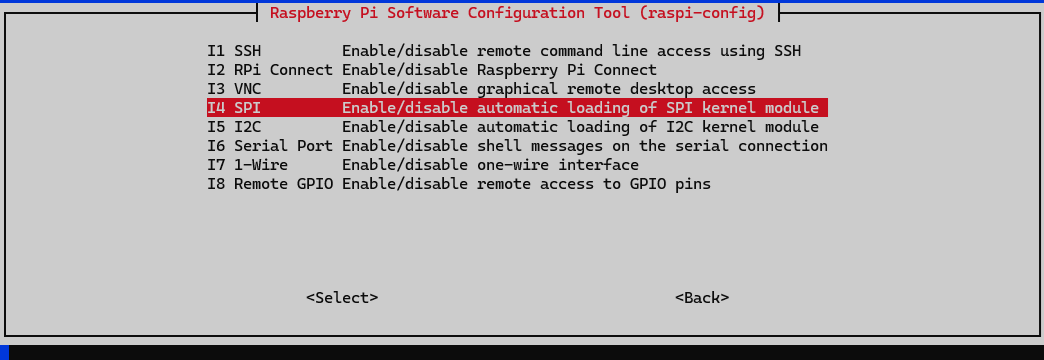 Raspberry Pi Software Configuration Tool (raspi-config)
I1 SSH Enable/disable remote command line access using SSH
I2 RPi Connect Enable/disable Raspberry Pi Connect
I3 VNC Enable/disable graphical remote desktop access
I4 SPI Enable/disable automatic loading of SPI kernel module
I5 I2C Enable/disable automatic loading of I2C kernel module
I6 Serial Port Enable/disable shell messages on the serial connection
I7 1-Wire Enable/disable one-wire interface
I8 Remote GPIO Enable/disable remote access to GPIO pins
<Select> <Back>